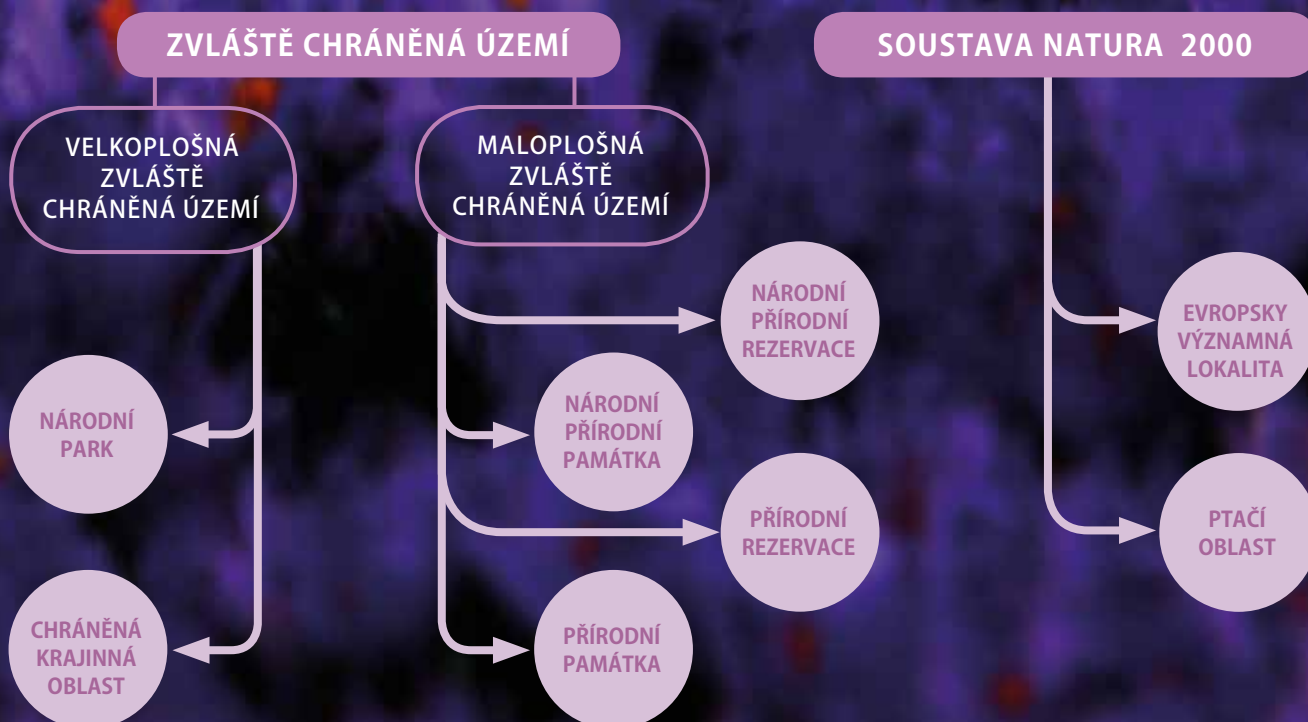 ZVLÁŠTĚ CHRÁNĚNÁ ÚZEMÍ
VELKOPLOŠNÁ
ZVLÁŠTĚ
CHRÁNĚNÁ ÚZEMÍ
NÁRODNÍ
PARK
CHRÁNĚNÁ
KRAJINNÁ
OBLAST
MALOPLOŠNÁ
ZVLÁŠTĚ
CHRÁNĚNÁ ÚZEMÍ
NÁRODNÍ
PŘÍRODNÍ
REZERVACE
NÁRODNÍ
PŘÍRODNÍ
PAMÁTKA
PŘÍRODNÍ
REZERVACE
PŘÍRODNÍ
PAMÁTKA
SOUSTAVA NATURA 2000
EVROPSKY
VÝZNAMNÁ
LOKALITA
PTAČÍ
OBLAST